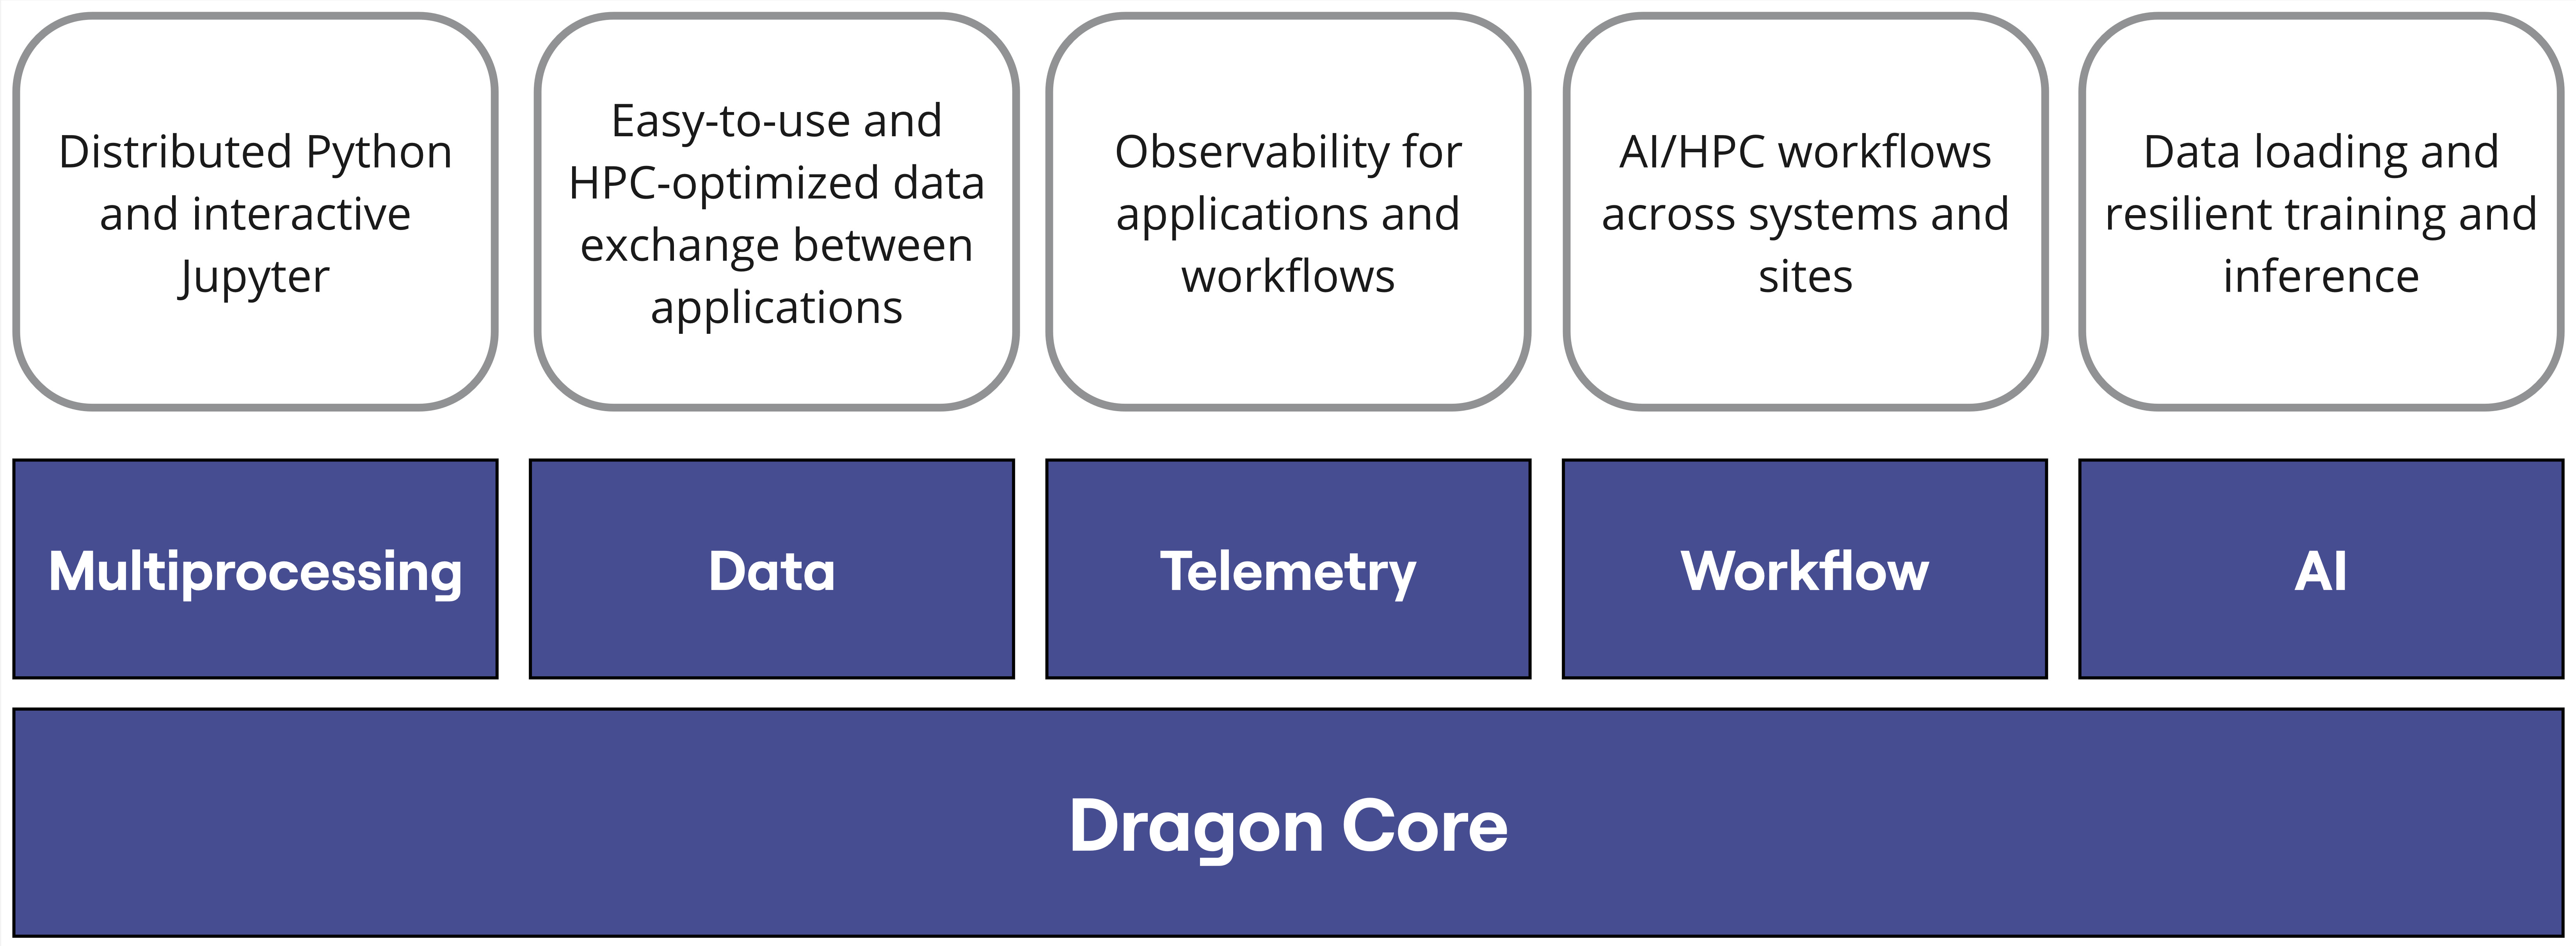 Distributed Python
and interactive
Jupyter
Easy-to-use and
HPC-optimized data
exchange between
applications
Observability for
applications and
workflows
AI/HPC workflows
across systems and
sites
Data loading and
resilient training and
inference
Multiprocessing
Data
Telemetry
Workflow
AI
Dragon Core